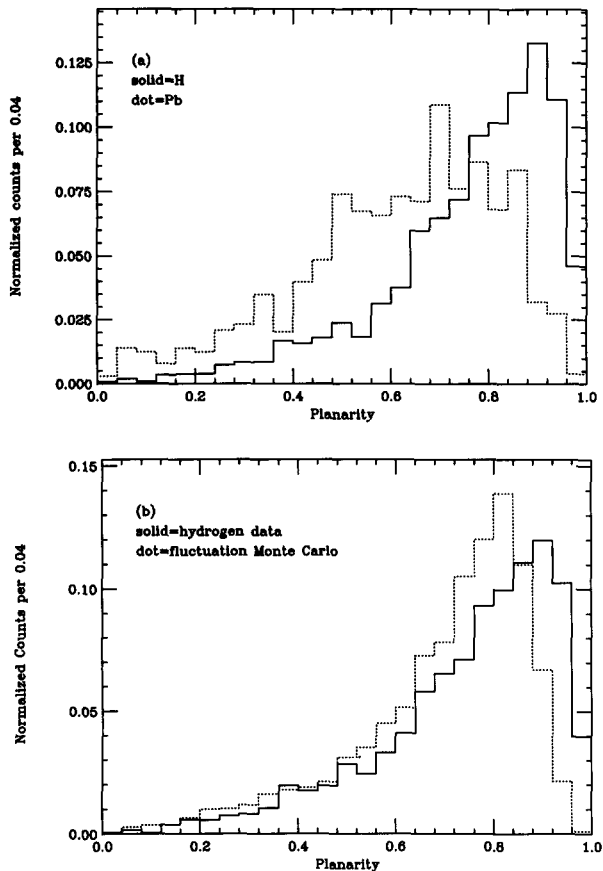 (a)
solid=H
dot=Pb
Normalized counts per 0.04
0.125
0.100
0.075
0.050
0.025
0.000
0.0 0.2 0.4 0.6 0.8 1.0
Planarity
(b)
solid=hydrogen data
dot=fluctuation Monte Carlo
Normalized Counts per 0.04
0.15
0.10
0.05
0.00
0.0 0.2 0.4 0.6 0.8 1.0
Planarity